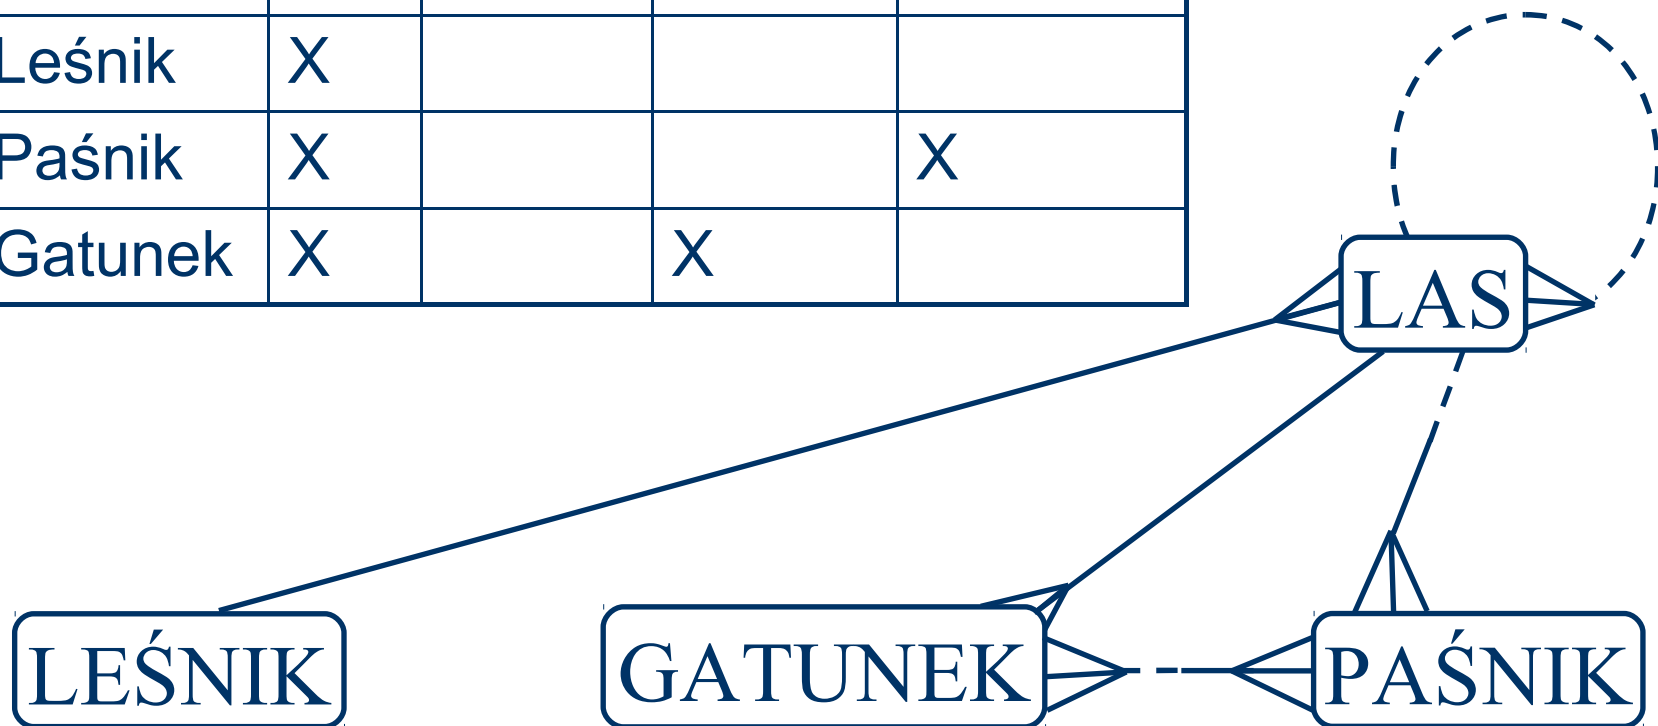 Leśnik X
Paśnik X X
Gatunek X X
LAS
LEŚNIK GATUNEK PAŚNIK